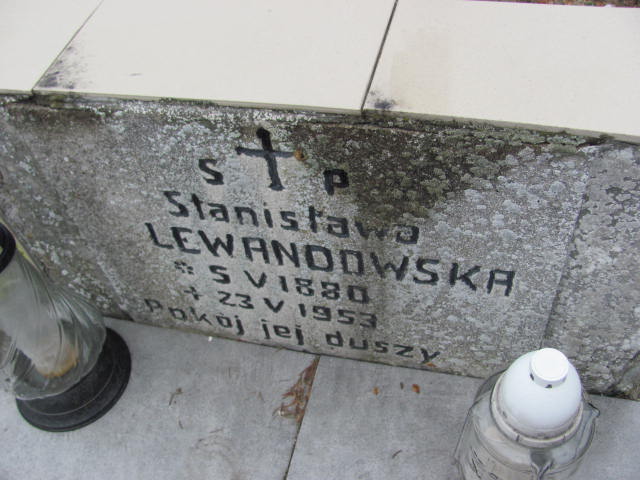 S P
Stanisława
LEWANDOWSKA
* 5 V 1880
+ 23 V 1953
Pokój jej duszy